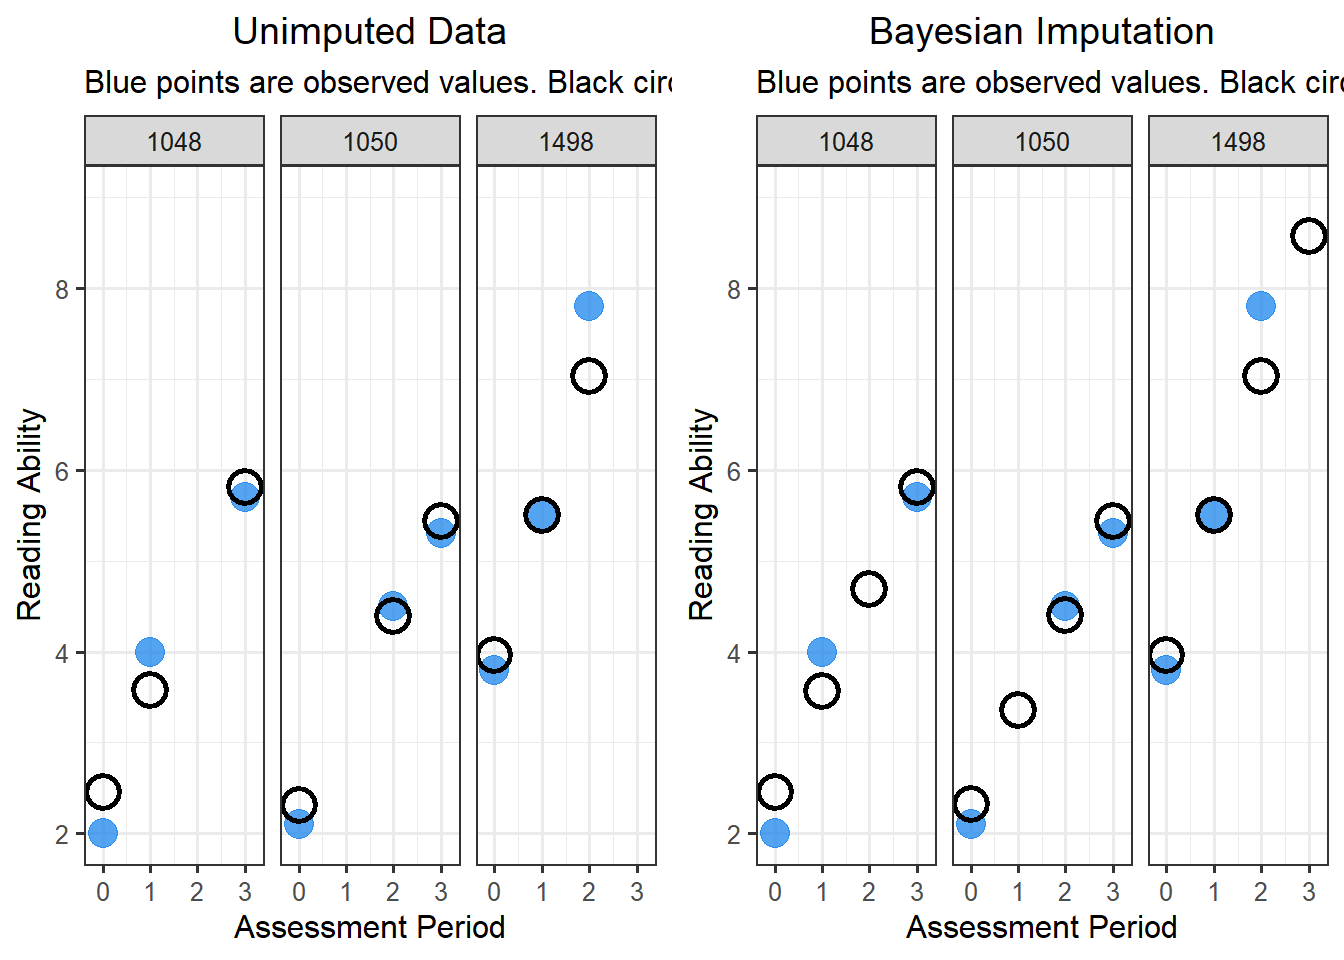 Unimputed Data
Blue points are observed values. Black circ
1048 1050 1498
8
6
4
2
Reading Ability
0 1 2 3 0 1 2 3 0 1 2 3
Assessment Period
Bayesian Imputation
Blue points are observed values. Black circ
1048 1050 1498
8
6
4
2
Reading Ability
0 1 2 3 0 1 2 3 0 1 2 3
Assessment Period